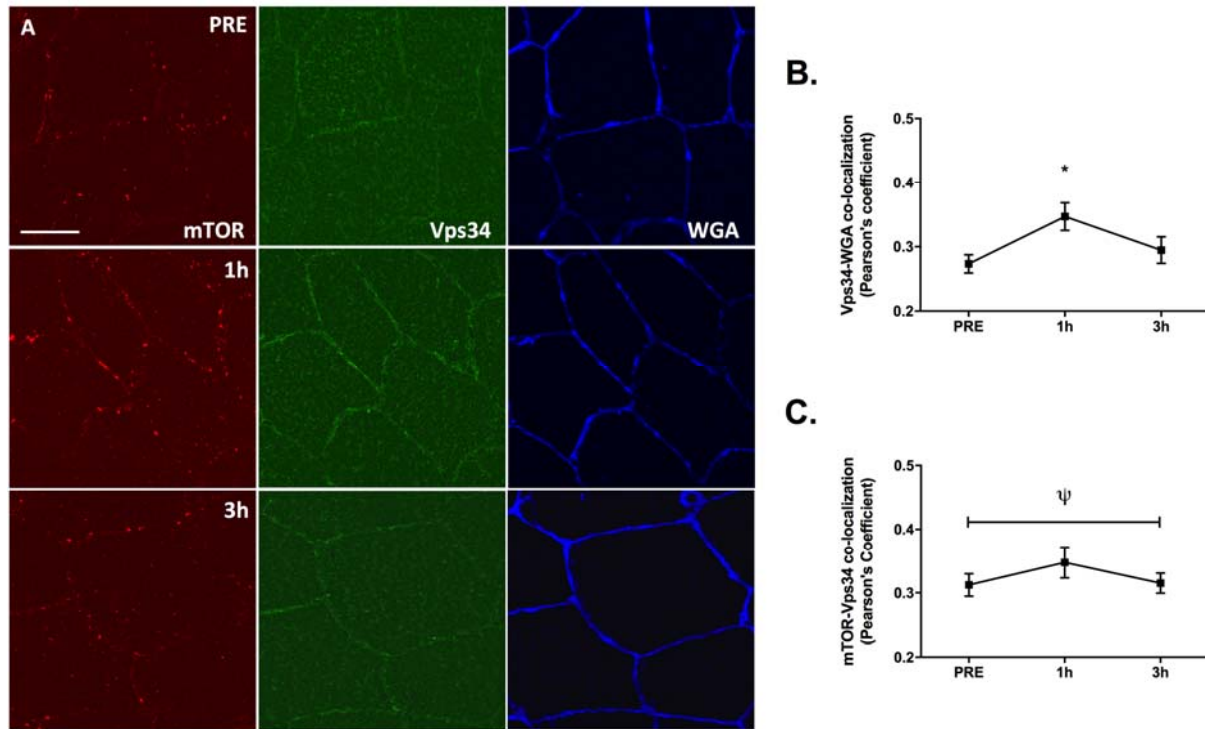 A
PRE
mTOR
Vps34
WGA
1h
3h
B.
Vps34-WGA co-localization
(Pearson's coefficient)
0.5
0.4
0.3
0.2
*
PRE
1h
3h
C.
mTOR-Vps34 co-localization
(Pearson's Coefficient)
0.5
0.4
0.3
0.2
ψ
PRE
1h
3h